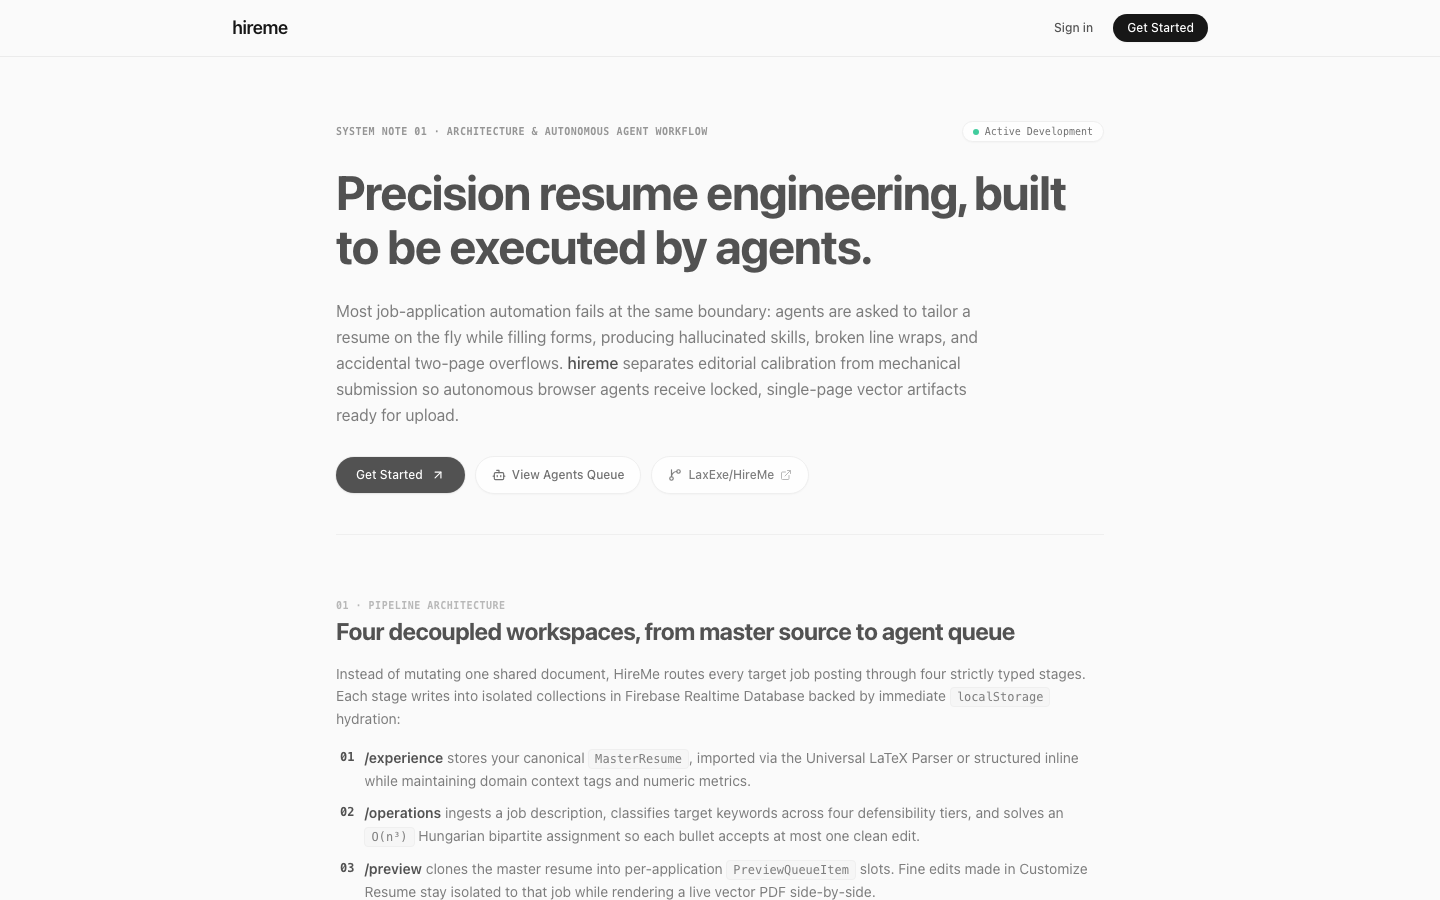 hireme
Sign in
Get Started
SYSTEM NOTE 01 · ARCHITECTURE & AUTONOMOUS AGENT WORKFLOW
Active Development
Precision resume engineering, built
to be executed by agents.
Most job-application automation fails at the same boundary: agents are asked to tailor a
resume on the fly while filling forms, producing hallucinated skills, broken line wraps, and
accidental two-page overflows. hireme separates editorial calibration from mechanical
submission so autonomous browser agents receive locked, single-page vector artifacts
ready for upload.
Get Started
View Agents Queue
LaxExe/HireMe
01 · PIPELINE ARCHITECTURE
Four decoupled workspaces, from master source to agent queue
Instead of mutating one shared document, HireMe routes every target job posting through four strictly typed stages.
Each stage writes into isolated collections in Firebase Realtime Database backed by immediate localStorage
hydration:
01 /experience stores your canonical MasterResume, imported via the Universal LaTeX Parser or structured inline
while maintaining domain context tags and numeric metrics.
02 /operations ingests a job description, classifies target keywords across four defensibility tiers, and solves an
O(n³) Hungarian bipartite assignment so each bullet accepts at most one clean edit.
03 /preview clones the master resume into per-application PreviewQueueItem slots. Fine edits made in Customize
Resume stay isolated to that job while rendering a live vector PDF side-by-side.